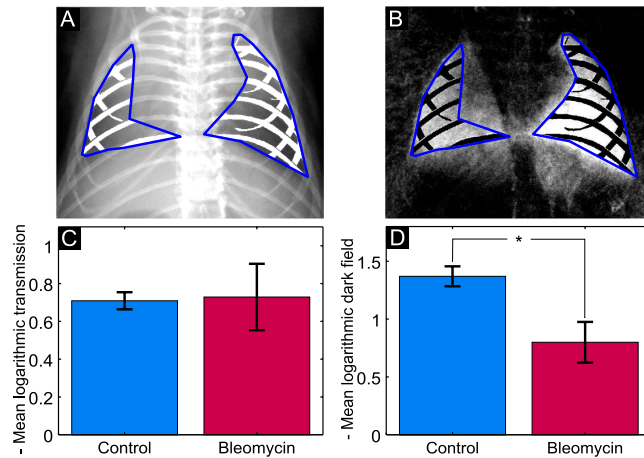 A
B
C
- Mean logarithmic transmission
1
0.8
0.6
0.4
0.2
0
Control
Bleomycin
D
- Mean logarithmic dark field
1.5
1
0.5
0
*
Control
Bleomycin